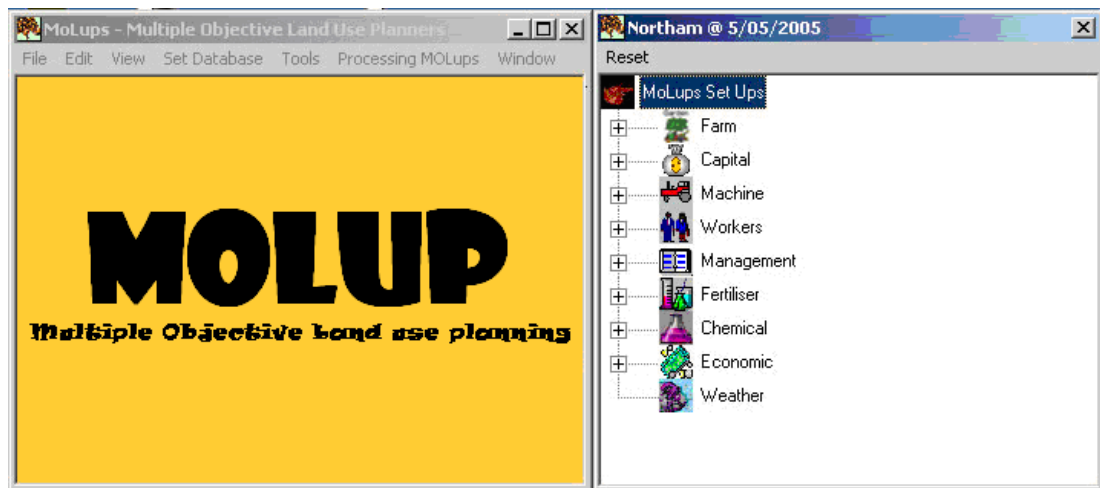 MoLups - Multiple Objective Land Use Planners
File Edit View Set Database Tools Processing MOLups Window
MOLUP
Multiple Objective Land use planning
Northam @ 5/05/2005
Reset
MoLups Set Ups
Farm
Capital
Machine
Workers
Management
Fertiliser
Chemical
Economic
Weather